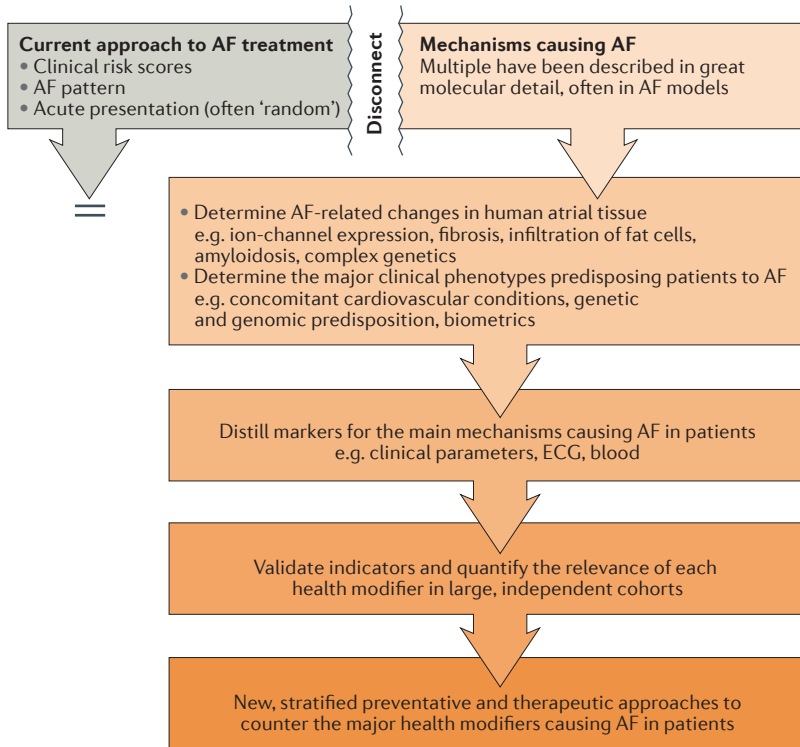 Current approach to AF treatment
• Clinical risk scores
• AF pattern
• Acute presentation (often ‘random’)
Disconnect
Mechanisms causing AF
Multiple have been described in great
molecular detail, often in AF models
• Determine AF-related changes in human atrial tissue
e.g. ion-channel expression, fibrosis, infiltration of fat cells,
amyloidosis, complex genetics
• Determine the major clinical phenotypes predisposing patients to AF
e.g. concomitant cardiovascular conditions, genetic
and genomic predisposition, biometrics
Distill markers for the main mechanisms causing AF in patients
e.g. clinical parameters, ECG, blood
Validate indicators and quantify the relevance of each
health modifier in large, independent cohorts
New, stratified preventative and therapeutic approaches to
counter the major health modifiers causing AF in patients